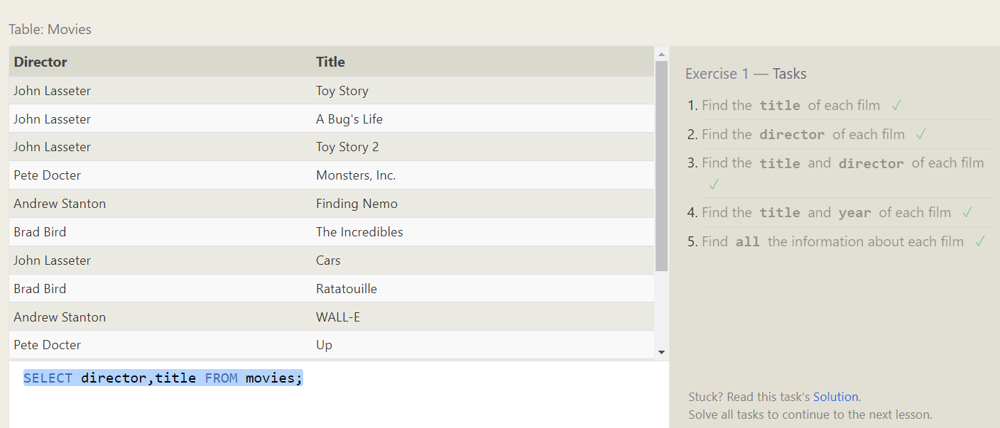 Table: Movies
Director Title
John Lasseter Toy Story
John Lasseter A Bug's Life
John Lasseter Toy Story 2
Pete Docter Monsters, Inc.
Andrew Stanton Finding Nemo
Brad Bird The Incredibles
John Lasseter Cars
Brad Bird Ratatouille
Andrew Stanton WALL-E
Pete Docter Up
SELECT director,title FROM movies;
Exercise 1 — Tasks
1. Find the title of each film ✓
2. Find the director of each film ✓
3. Find the title and director of each film
✓
4. Find the title and year of each film ✓
5. Find all the information about each film ✓
Stuck? Read this task's Solution.
Solve all tasks to continue to the next lesson.